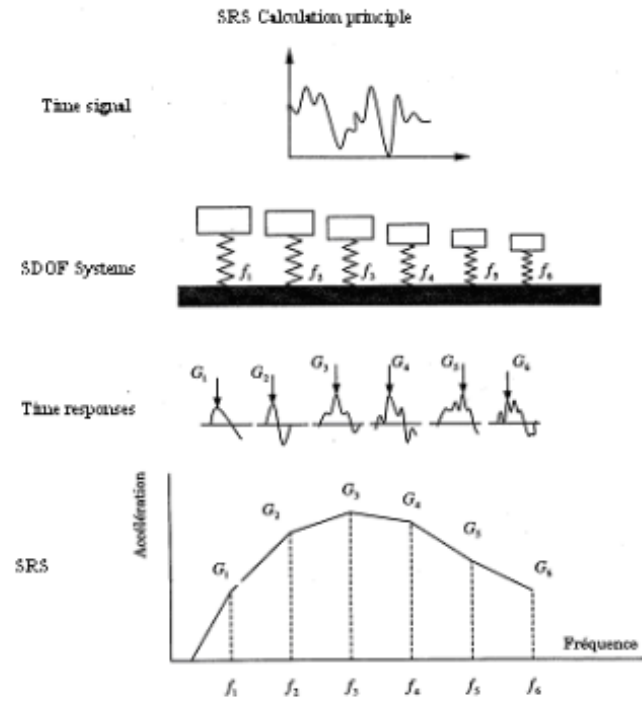 SRS Calculation principle
Time signal
SDOF Systems
f₁ f₂ f₃ f₄ f₅ f₆
Time responses
G₁ G₂ G₃ G₄ G₅ G₆
SRS
Accélération
G₁ G₂ G₃ G₄ G₅ G₆
Fréquence
f₁ f₂ f₃ f₄ f₅ f₆